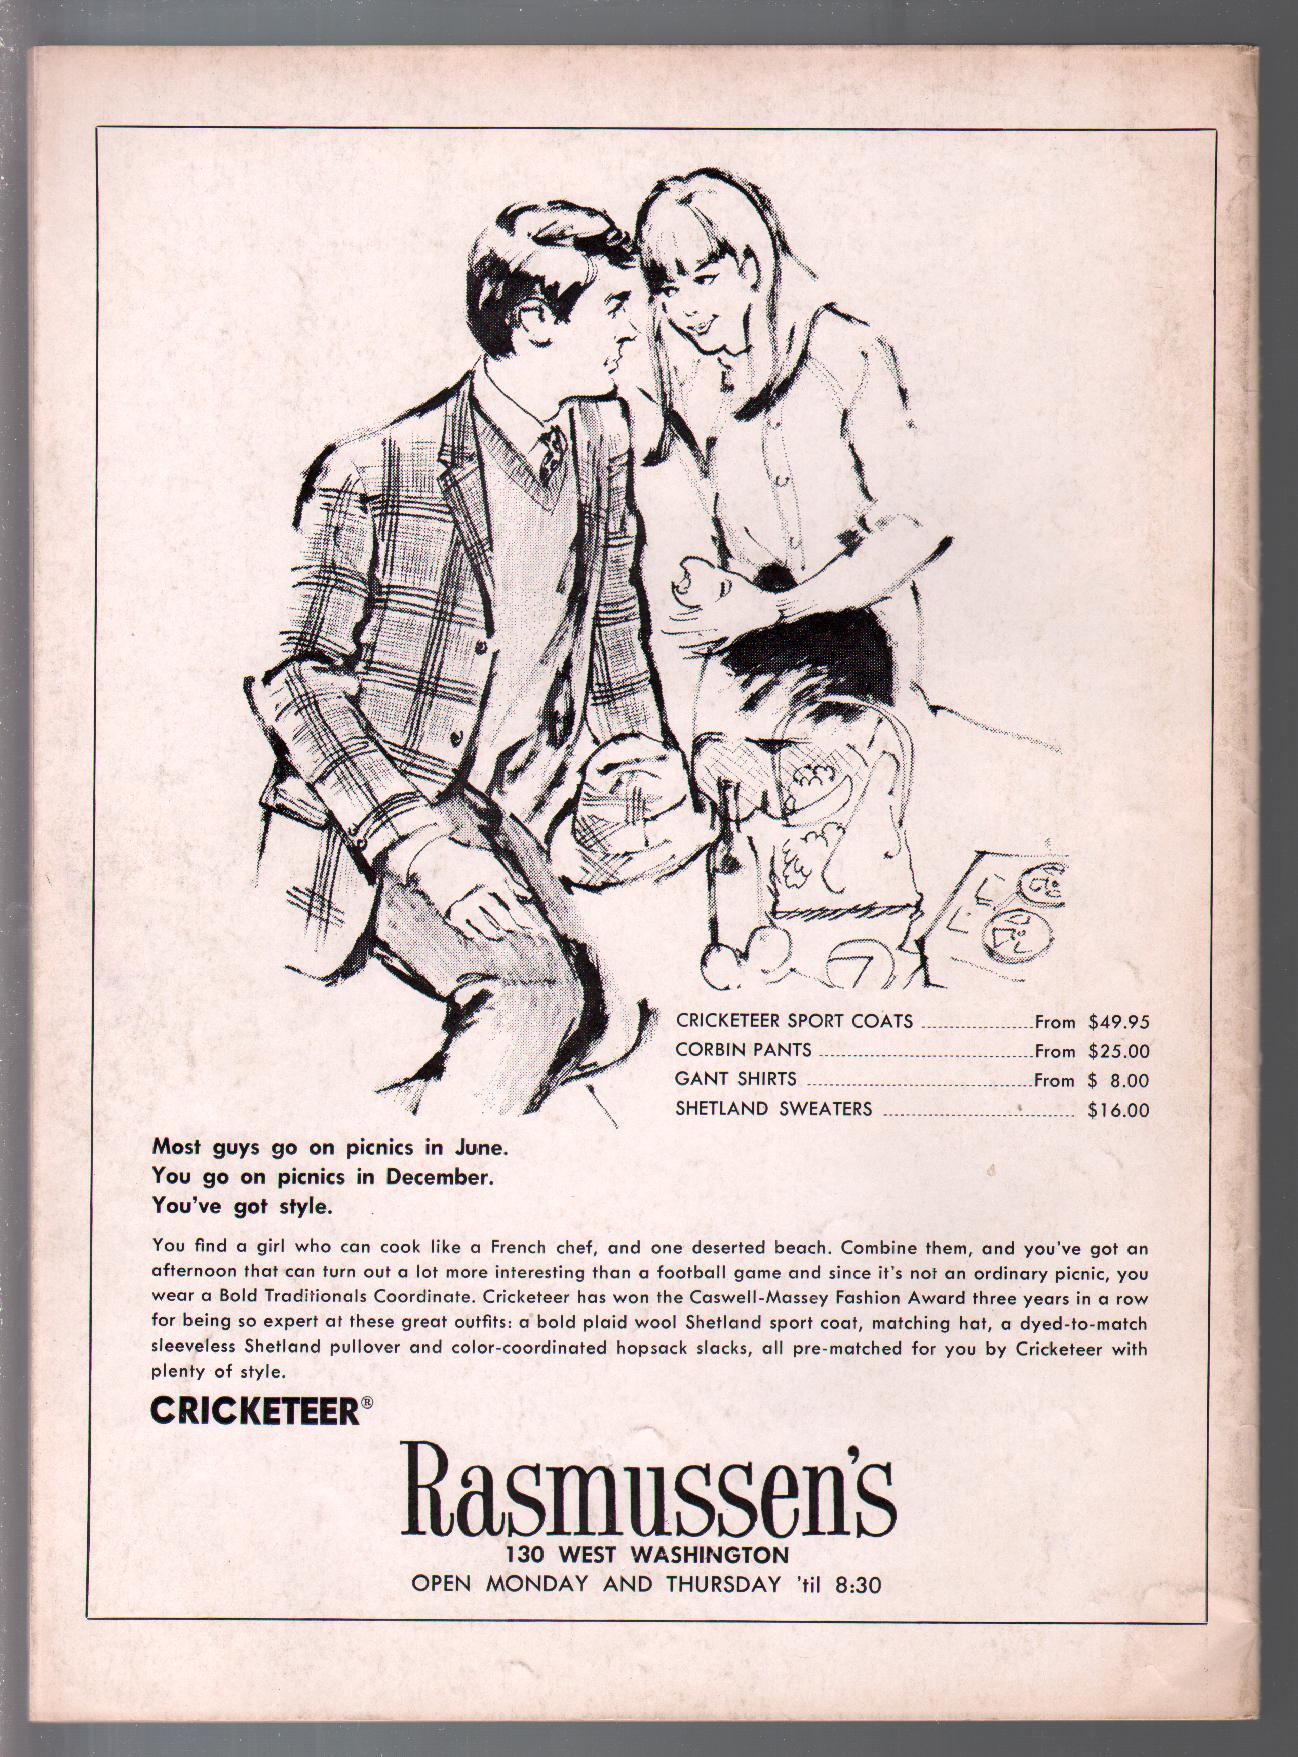 CRICKETEER SPORT COATS ........................From $49.95
CORBIN PANTS ........................From $25.00
GANT SHIRTS ........................From $ 8.00
SHETLAND SWEATERS ........................ $16.00
Most guys go on picnics in June.
You go on picnics in December.
You've got style.
You find a girl who can cook like a French chef, and one deserted beach. Combine them, and you've got an
afternoon that can turn out a lot more interesting than a football game and since it's not an ordinary picnic, you
wear a Bold Traditionals Coordinate. Cricketeer has won the Caswell-Massey Fashion Award three years in a row
for being so expert at these great outfits: a bold plaid wool Shetland sport coat, matching hat, a dyed-to-match
sleeveless Shetland pullover and color-coordinated hopsack slacks, all pre-matched for you by Cricketeer with
plenty of style.
CRICKETEER®
Rasmussen's
130 WEST WASHINGTON
OPEN MONDAY AND THURSDAY 'til 8:30